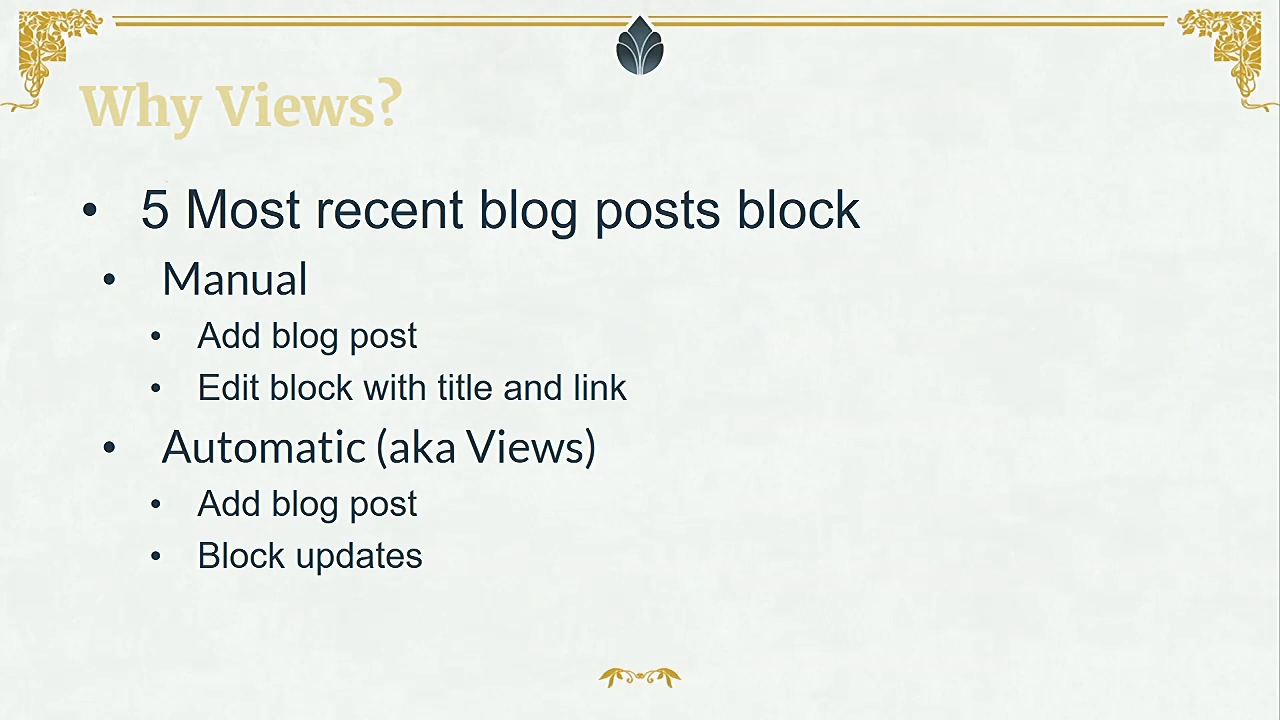 Why Views?
• 5 Most recent blog posts block
• Manual
• Add blog post
• Edit block with title and link
• Automatic (aka Views)
• Add blog post
• Block updates